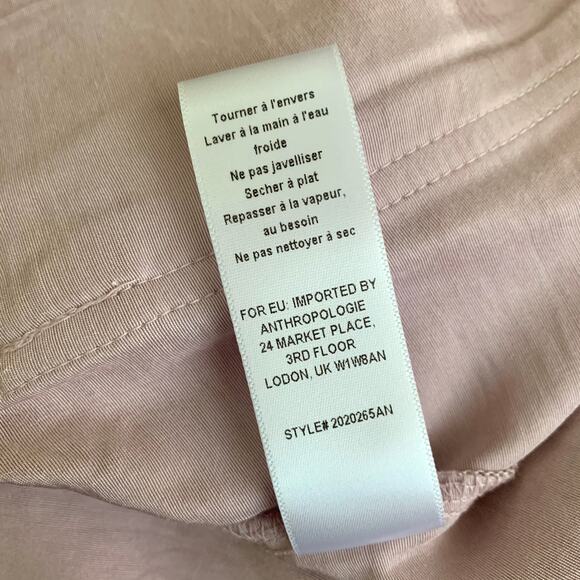 Tourner à l'envers
Laver à la main à l'eau
froide
Ne pas javelliser
Secher à plat
Repasser à la vapeur,
au besoin
Ne pas nettoyer à sec
FOR EU: IMPORTED BY
ANTHROPOLOGIE
24 MARKET PLACE,
3RD FLOOR
LODON, UK W1W8AN
STYLE# 2020265AN